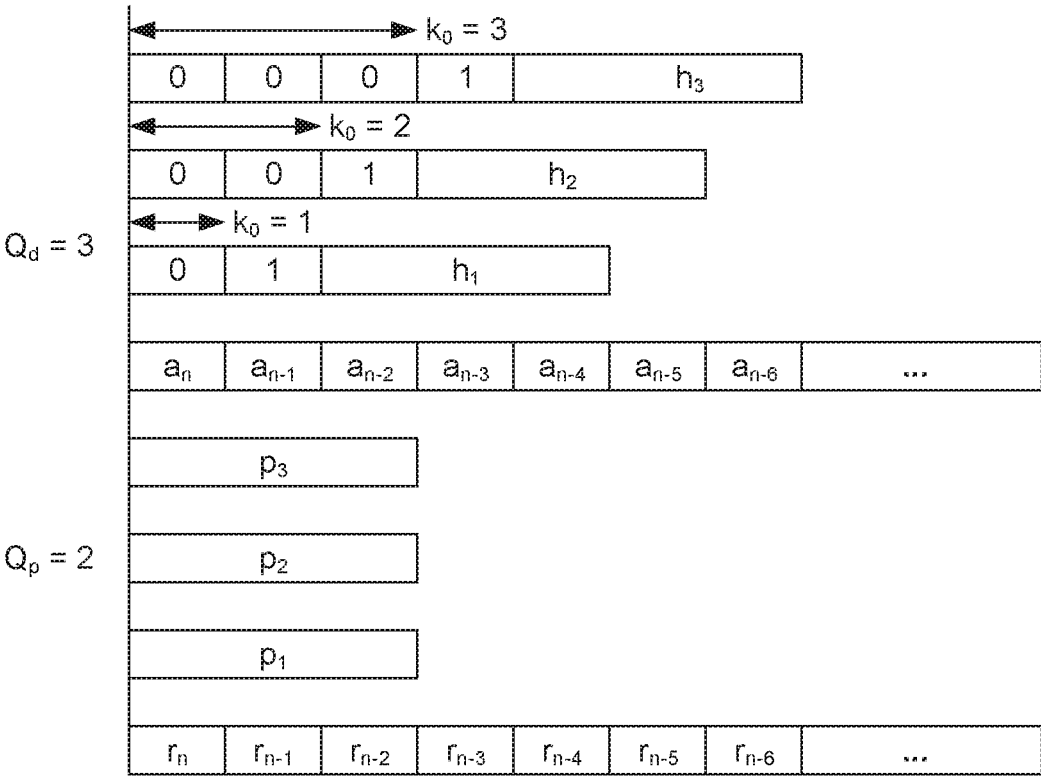 k₀ = 3
0 0 0 1 h₃
k₀ = 2
0 0 1 h₂
k₀ = 1
Q_d = 3
0 1 h₁
aₙ aₙ₋₁ aₙ₋₂ aₙ₋₃ aₙ₋₄ aₙ₋₅ aₙ₋₆ ...
p₃
Qₚ = 2
p₂
p₁
rₙ rₙ₋₁ rₙ₋₂ rₙ₋₃ rₙ₋₄ rₙ₋₅ rₙ₋₆ ...